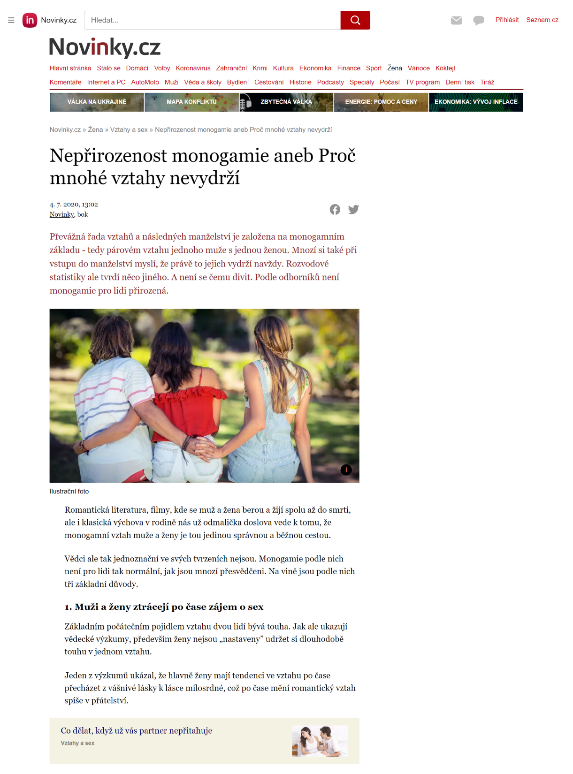 in Novinky.cz Hledat... Přihlásit Seznam.cz
Novinky.cz
Hlavní stránka Stalo se Domácí Volby Koronavirus Zahraniční Krimi Kultura Ekonomika Finance Sport Žena Vánoce Koktejl
Komentáře Internet a PC AutoMoto Muži Věda a školy Bydlení Cestování Historie Podcasty Speciály Počasí TV program Deník tisk Tiráž
VÁLKA NA UKRAJINĚ MAPA KONFLIKTU ZBYTEČNÁ VÁLKA ENERGIE: POMOC A CENY EKONOMIKA: VÝVOJ INFLACE
Novinky.cz » Žena » Vztahy a sex » Nepřirozenost monogamie aneb Proč mnohé vztahy nevydrží
Nepřirozenost monogamie aneb Proč
mnohé vztahy nevydrží
4. 7. 2020, 13:02
Novinky, bok
Převážná řada vztahů a následných manželství je založena na monogamním
základu - tedy párovém vztahu jednoho muže s jednou ženou. Mnozí si také při
vstupu do manželství myslí, že právě to jejich vydrží navždy. Rozvodové
statistiky ale tvrdí něco jiného. A není se čemu divit. Podle odborníků není
monogamie pro lidi přirozená.
Ilustrační foto
Romantická literatura, filmy, kde se muž a žena berou a žijí spolu až do smrti,
ale i klasická výchova v rodině nás už odmalička doslova vede k tomu, že
monogamní vztah muže a ženy je tou jedinou správnou a běžnou cestou.
Vědci ale tak jednoznační ve svých tvrzeních nejsou. Monogamie podle nich
není pro lidi tak normální, jak jsou mnozí přesvědčeni. Na vině jsou podle nich
tři základní důvody.
1. Muži a ženy ztrácejí po čase zájem o sex
Základním počátečním pojidlem vztahu dvou lidí bývá touha. Jak ale ukazují
vědecké výzkumy, především ženy nejsou „nastaveny" udržet si dlouhodobě
touhu v jednom vztahu.
Jeden z výzkumů ukázal, že hlavně ženy mají tendenci ve vztahu po čase
přecházet z vášnivé lásky k lásce milosrdné, což po čase mění romantický vztah
spíše v přátelství.
Co dělat, když už vás partner nepřitahuje
Vztahy a sex